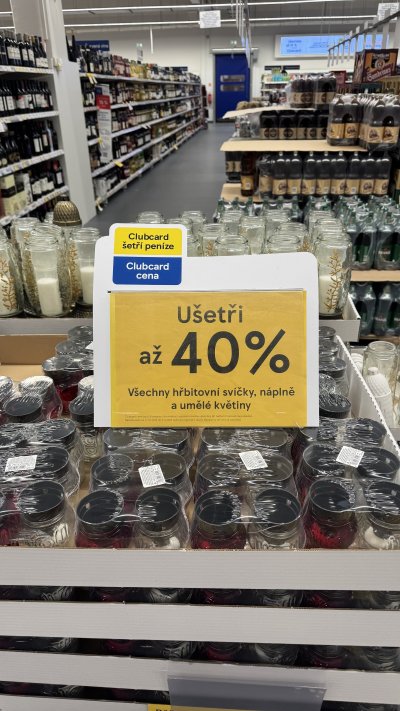 Clubcard
šetří peníze
Clubcard
cena
Ušetři
až 40%
Všechny hřbitovní svíčky, náplně
a umělé květiny